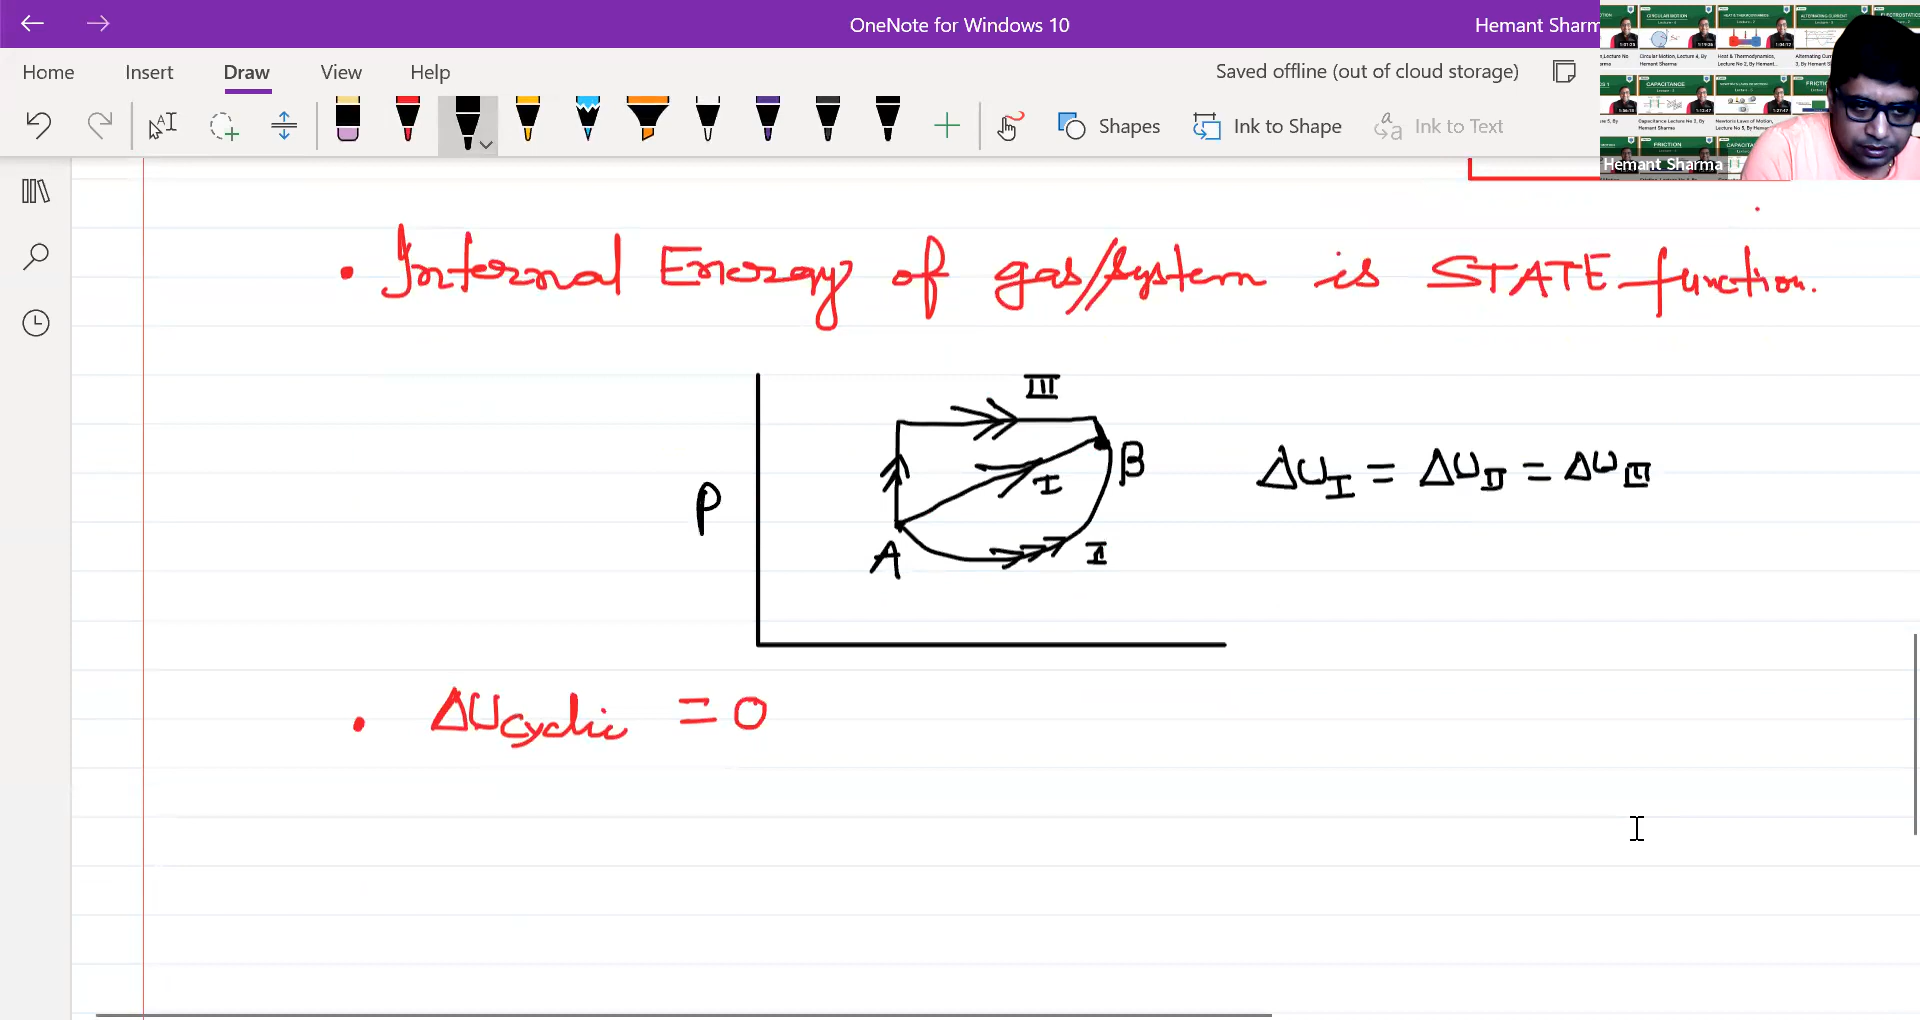 OneNote for Windows 10
Hemant Sharm
Home Insert Draw View Help
Saved offline (out of cloud storage)
Shapes Ink to Shape Ink to Text
Hemant Sharma
• Internal Energy of gas/system is STATE function.
III
P
I
B
A
I
ΔU_I = ΔU_II = ΔU_III
• ΔU_cyclic = 0